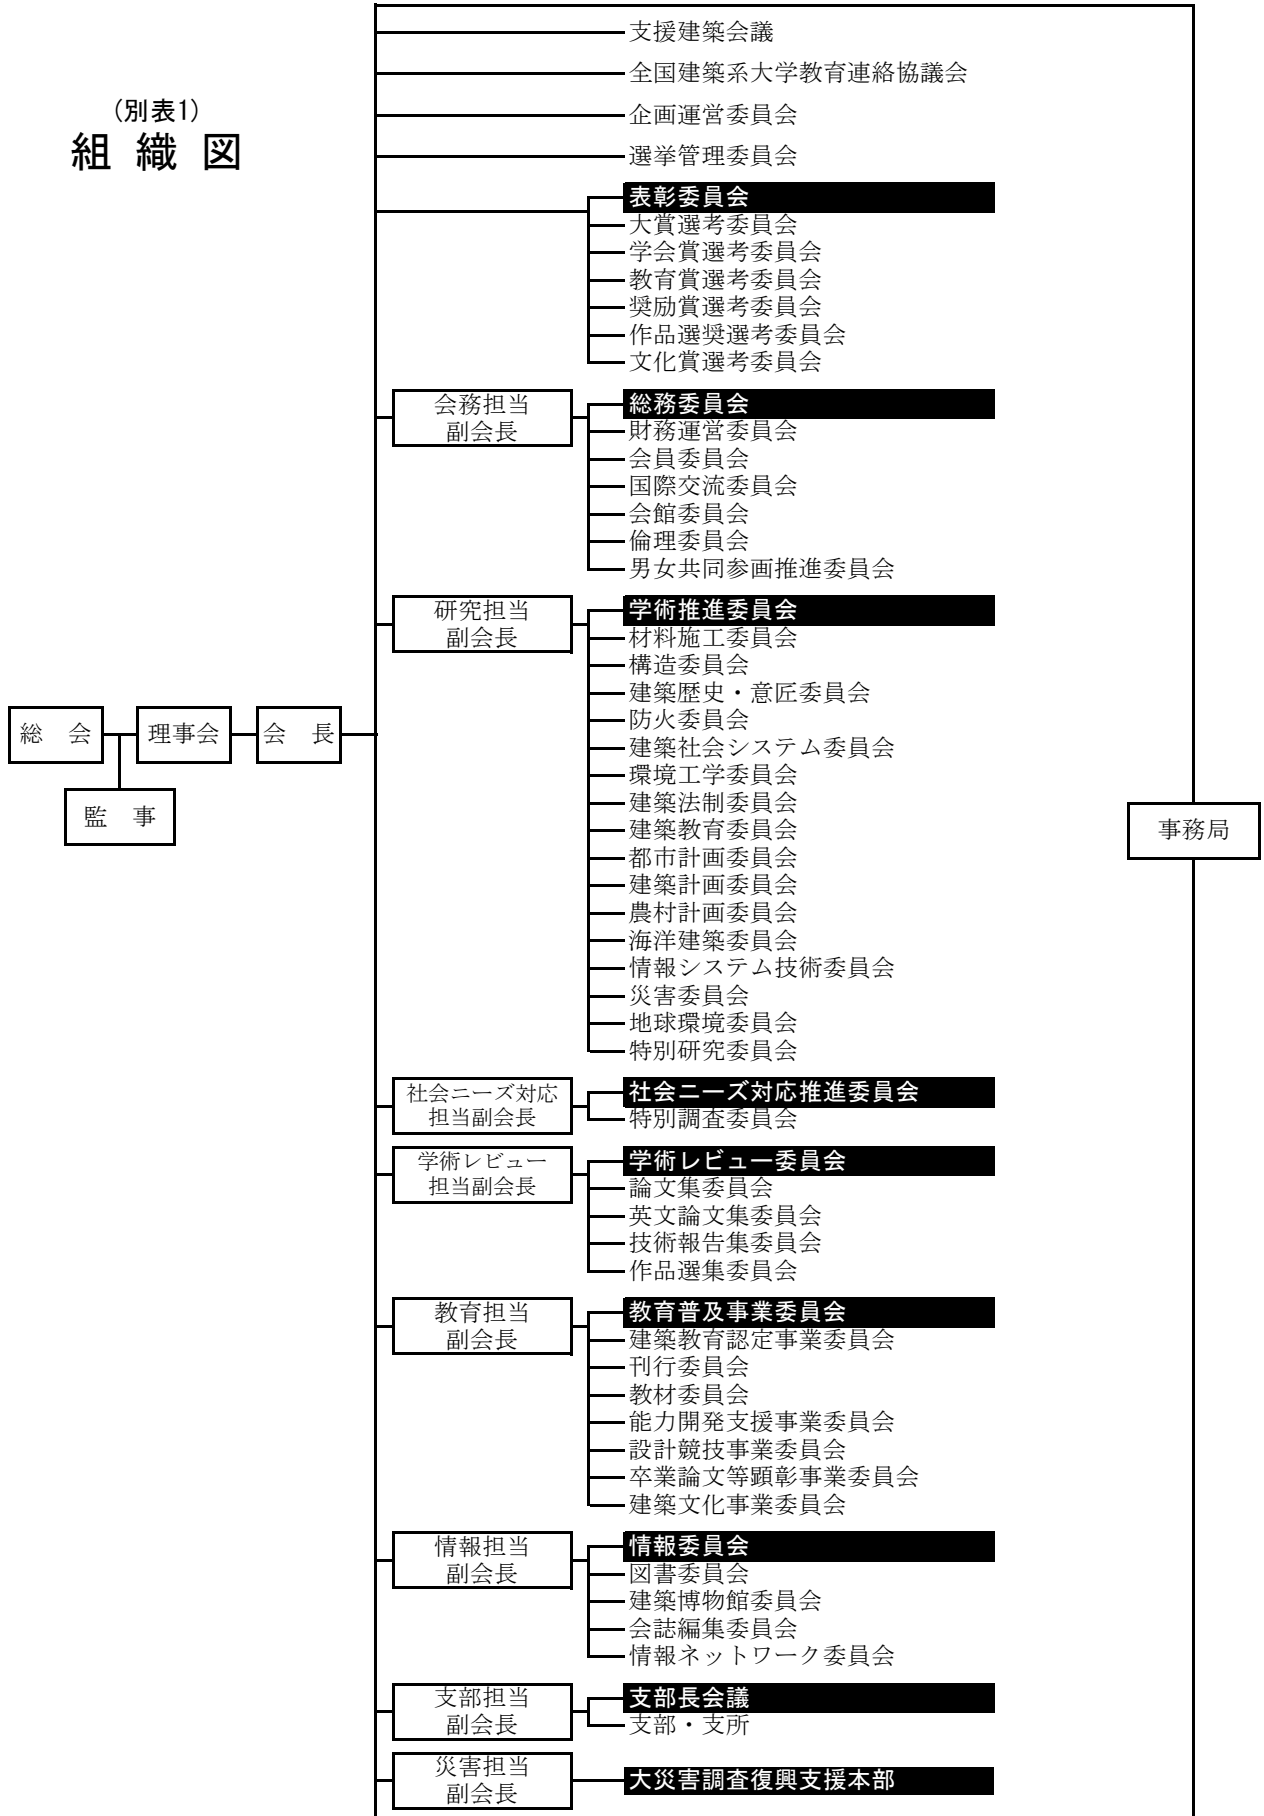 (別表1)
組 織 図
支援建築会議
全国建築系大学教育連絡協議会
企画運営委員会
選挙管理委員会
表彰委員会
大賞選考委員会
学会賞選考委員会
教育賞選考委員会
奨励賞選考委員会
作品選奨選考委員会
文化賞選考委員会
会務担当
副会長
総務委員会
財務運営委員会
会員委員会
国際交流委員会
会館委員会
倫理委員会
男女共同参画推進委員会
研究担当
副会長
学術推進委員会
材料施工委員会
構造委員会
建築歴史・意匠委員会
防火委員会
建築社会システム委員会
環境工学委員会
建築法制委員会
建築教育委員会
都市計画委員会
建築計画委員会
農村計画委員会
海洋建築委員会
情報システム技術委員会
災害委員会
地球環境委員会
特別研究委員会
総 会
理事会
会 長
監 事
事務局
社会ニーズ対応
担当副会長
社会ニーズ対応推進委員会
特別調査委員会
学術レビュー
担当副会長
学術レビュー委員会
論文集委員会
英文論文集委員会
技術報告集委員会
作品選集委員会
教育担当
副会長
教育普及事業委員会
建築教育認定事業委員会
刊行委員会
教材委員会
能力開発支援事業委員会
設計競技事業委員会
卒業論文等顕彰事業委員会
建築文化事業委員会
情報担当
副会長
情報委員会
図書委員会
建築博物館委員会
会誌編集委員会
情報ネットワーク委員会
支部担当
副会長
支部長会議
支部・支所
災害担当
副会長
大災害調査復興支援本部